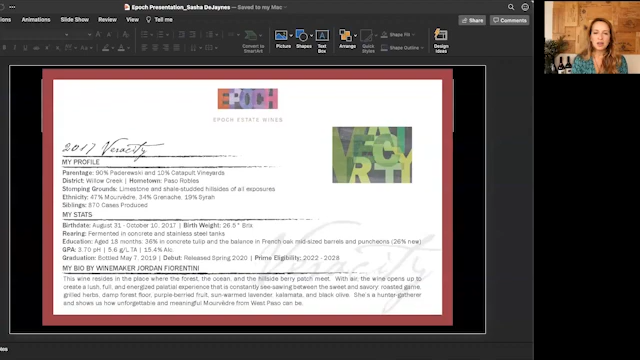 Epoch Presentation_Sasha DeJaynes — Saved to my Mac
Animations Slide Show Review View Tell me
Share Comments
Convert to SmartArt Picture Shapes Text Box Arrange Quick Styles Shape Fill Shape Outline Design Ideas
EPOCH
EPOCH ESTATE WINES
VERACITY
2017 Veracity
MY PROFILE
Parentage: 90% Paderewski and 10% Catapult Vineyards
District: Willow Creek | Hometown: Paso Robles
Stomping Grounds: Limestone and shale-studded hillsides of all exposures
Ethnicity: 47% Mourvèdre, 34% Grenache, 19% Syrah
Siblings: 870 Cases Produced
MY STATS
Birthdate: August 31 - October 10, 2017 | Birth Weight: 26.5° Brix
Rearing: Fermented in concrete and stainless steel tanks
Education: Aged 18 months. 36% in concrete tulip and the balance in French oak mid-sized barrels and puncheons (26% new)
GPA: 3.70 pH | 5.6 g/L TA | 15.4% Alc.
Graduation: Bottled May 7, 2019 | Debut: Released Spring 2020 | Prime Eligibility: 2022 - 2028
Veracity
MY BIO BY WINEMAKER JORDAN FIORENTINI
This wine resides in the place where the forest, the ocean, and the hillside berry patch meet. With air, the wine opens up
to create a lush, full, and energized palatial experience that is constantly see-sawing between the sweet and savory: roasted game,
grilled herbs, damp forest floor, purple-berried fruit, sun-warmed lavender, kalamata, and black olive. She's a hunter-gatherer
and shows us how unforgettable and meaningful Mourvèdre from West Paso can be.